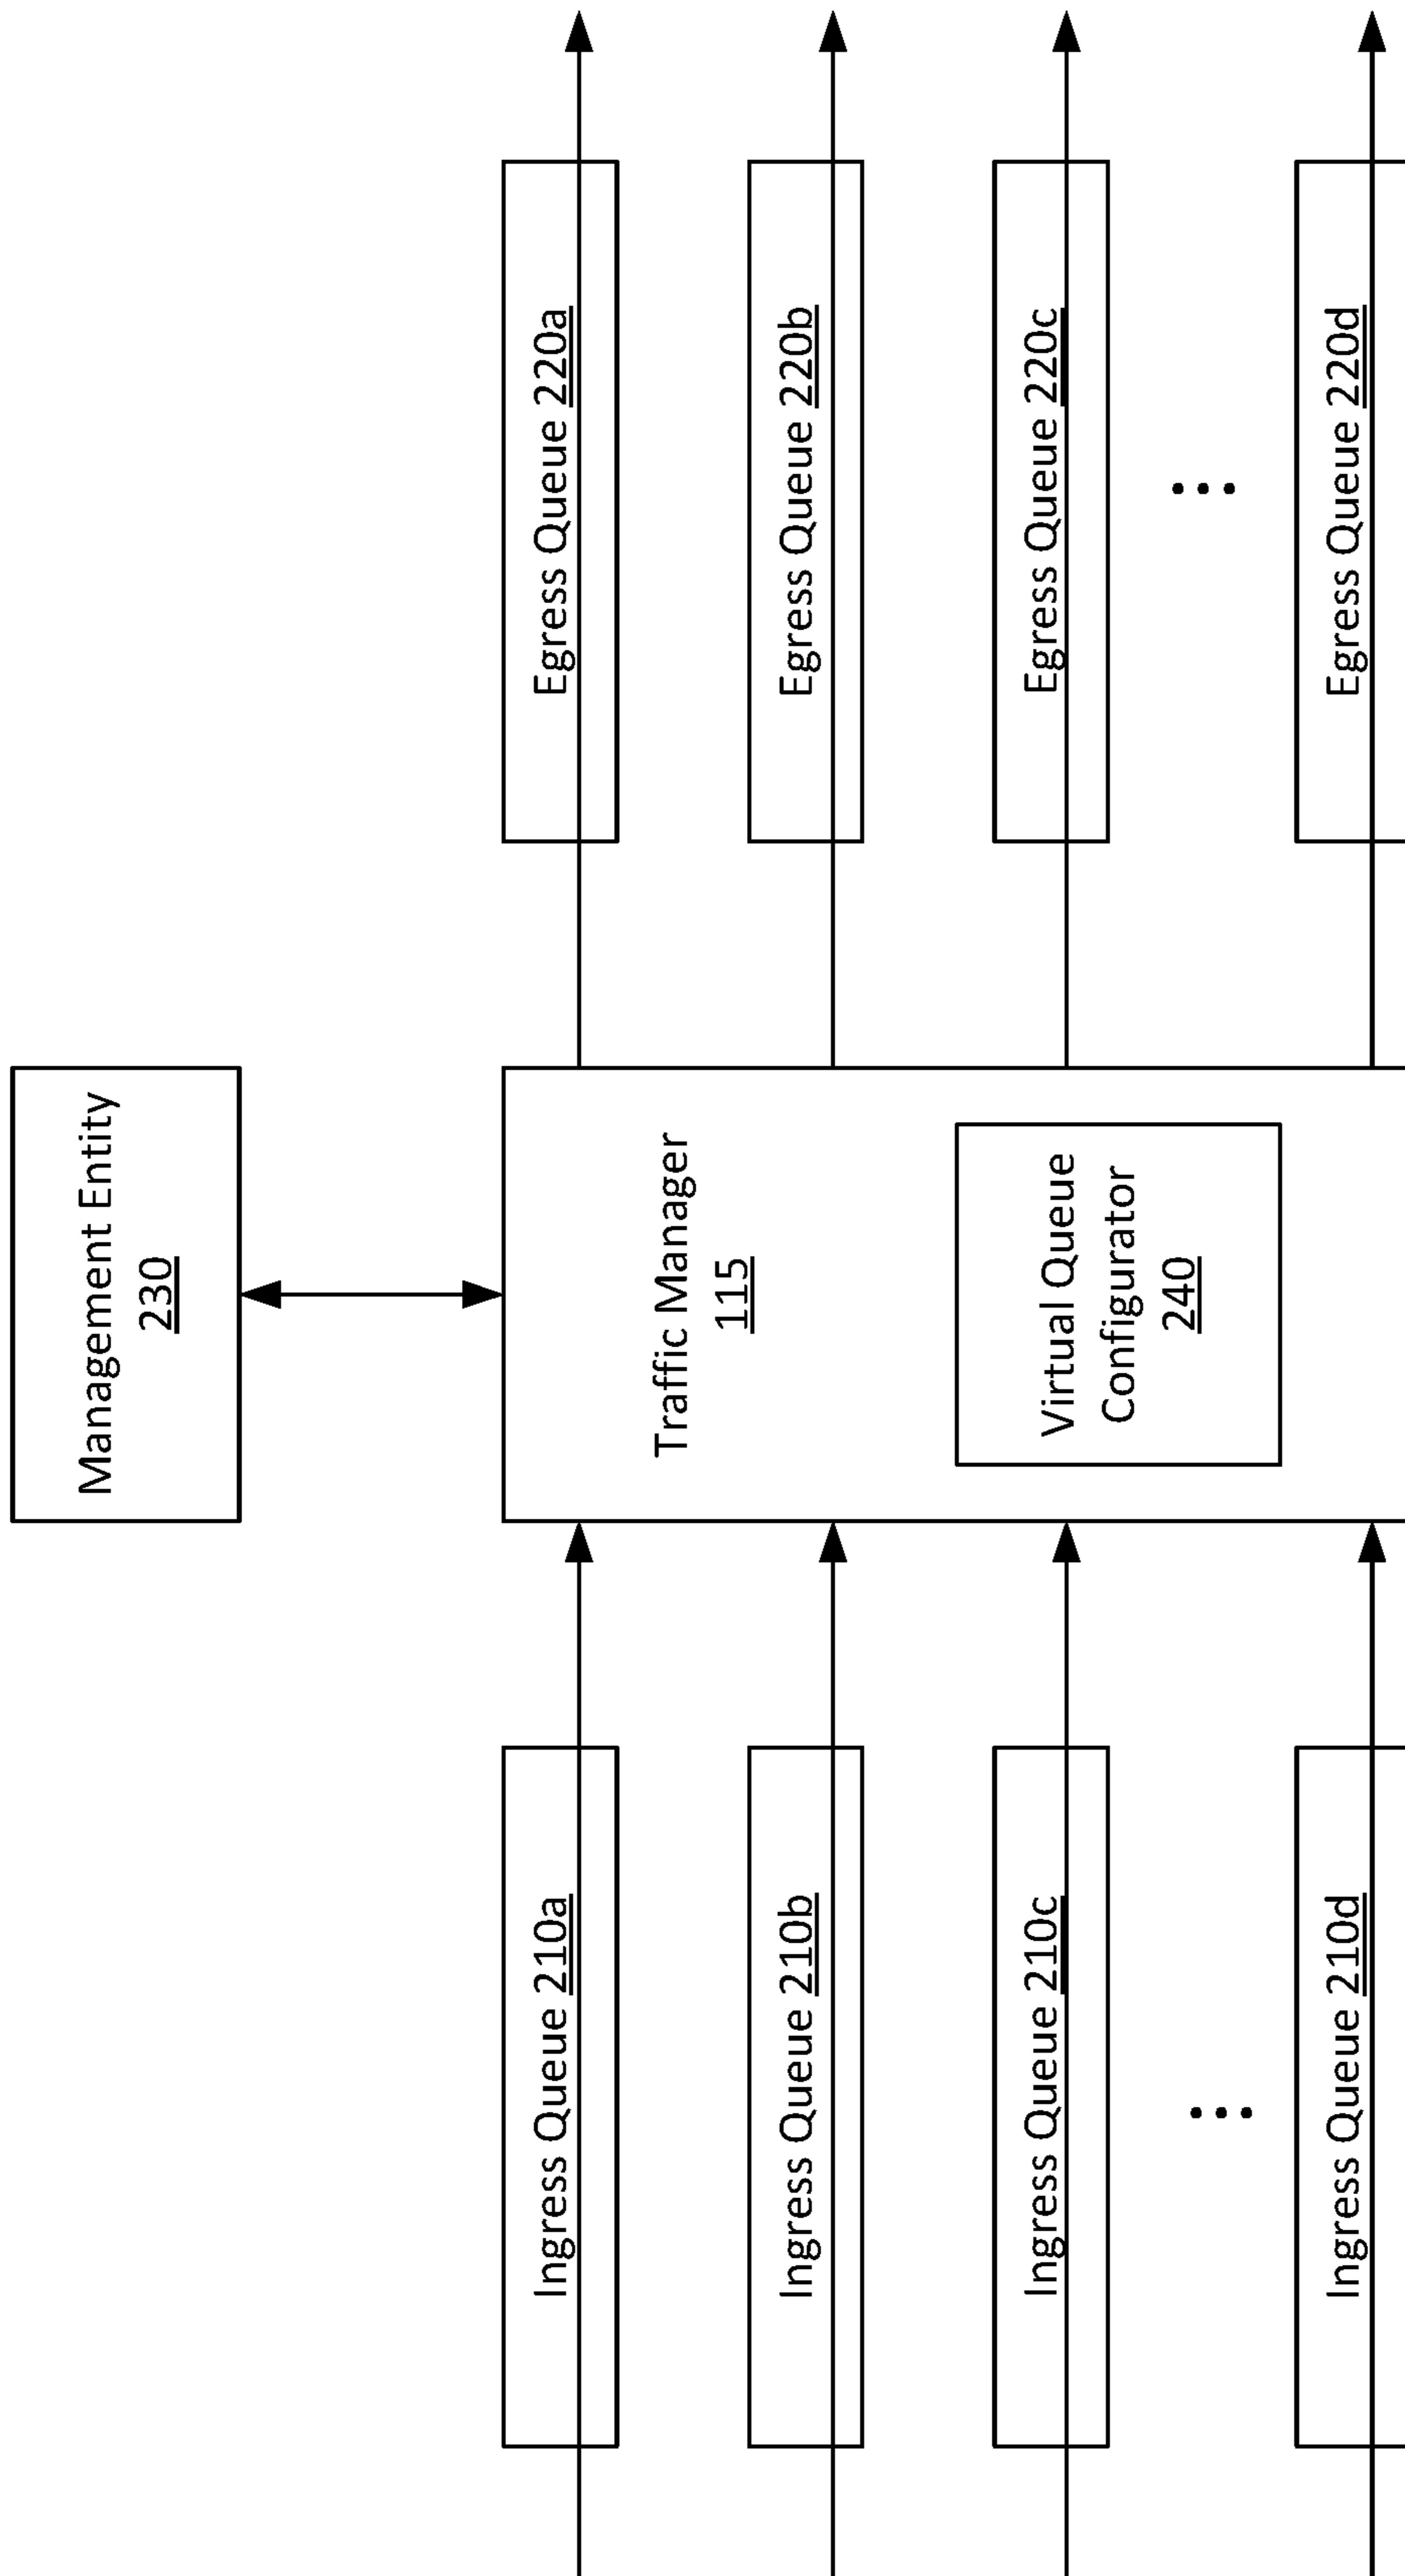 Management Entity
230
Ingress Queue 210a
Ingress Queue 210b
Ingress Queue 210c
...
Ingress Queue 210d
Traffic Manager
115
Virtual Queue
Configurator
240
Egress Queue 220a
Egress Queue 220b
Egress Queue 220c
...
Egress Queue 220d